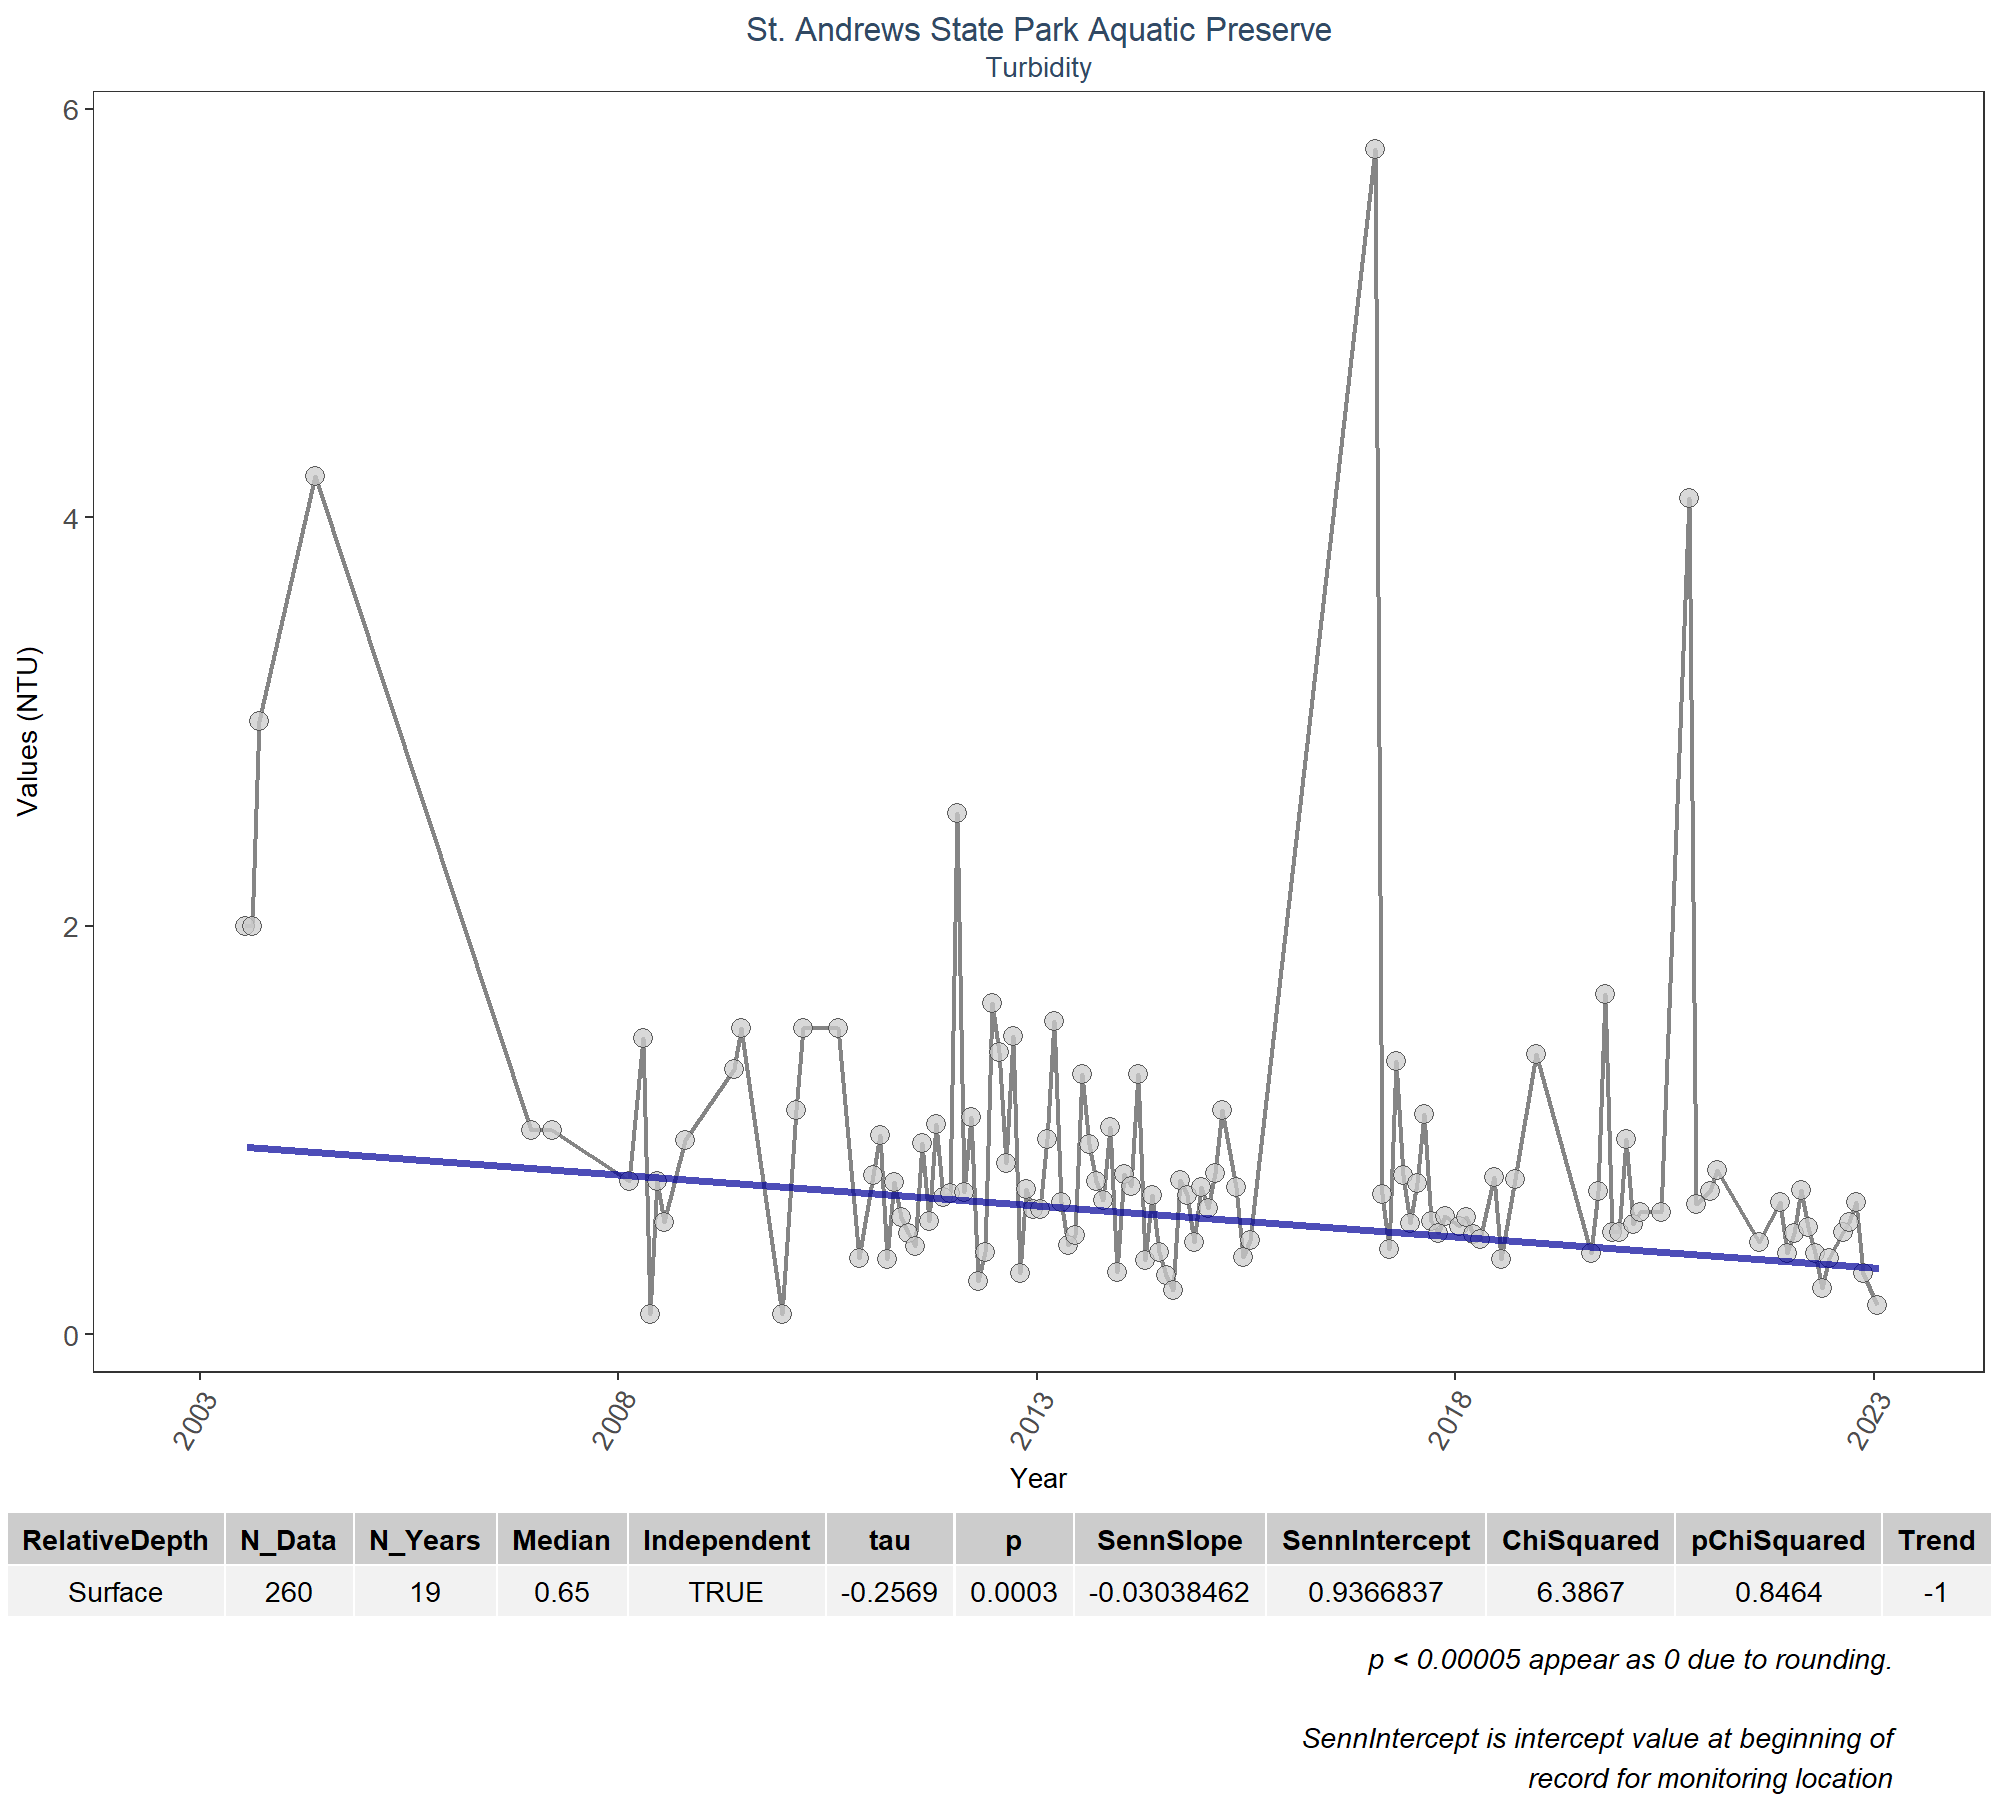 St. Andrews State Park Aquatic Preserve
Turbidity
6
4
2
0
Values (NTU)
2003 2008 2013 2018 2023
Year
RelativeDepth N_Data N_Years Median Independent tau p SennSlope SennIntercept ChiSquared pChiSquared Trend
Surface 260 19 0.65 TRUE -0.2569 0.0003 -0.03038462 0.9366837 6.3867 0.8464 -1
p < 0.00005 appear as 0 due to rounding.
SennIntercept is intercept value at beginning of
record for monitoring location